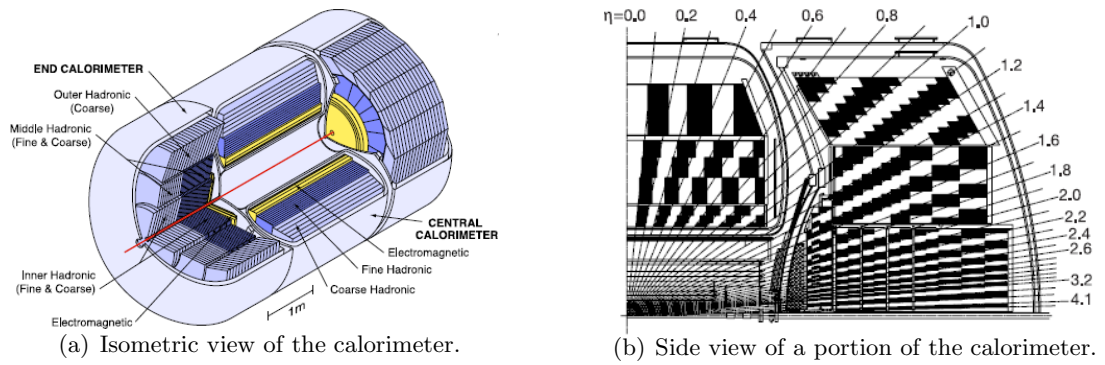 END CALORIMETER
Outer Hadronic
(Coarse)
Middle Hadronic
(Fine & Coarse)
Inner Hadronic
(Fine & Coarse)
Electromagnetic
1m
CENTRAL
CALORIMETER
Electromagnetic
Fine Hadronic
Coarse Hadronic
(a) Isometric view of the calorimeter.
η=0.0 0.2 0.4 0.6 0.8 1.0
1.2
1.4
1.6
1.8
2.0
2.2
2.4
2.6
3.2
4.1
(b) Side view of a portion of the calorimeter.